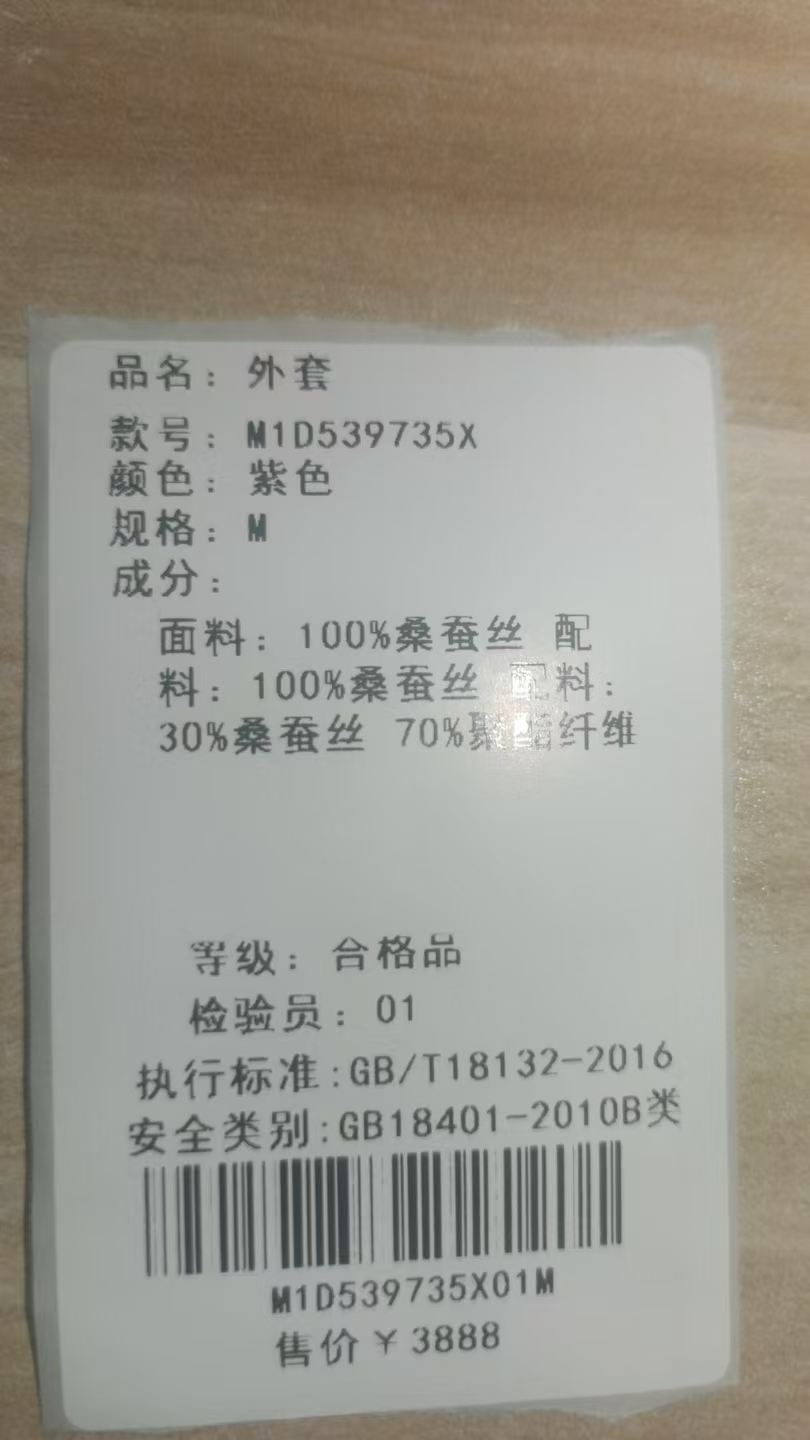 品名：外套
款号：M1D539735X
颜色：紫色
规格：M
成分：
面料：100%桑蚕丝 配
料：100%桑蚕丝 配料：
30%桑蚕丝 70%聚酯纤维
等级：合格品
检验员：01
执行标准:GB/T18132-2016
安全类别:GB18401-2010B类
M1D539735X01M
售价￥3888